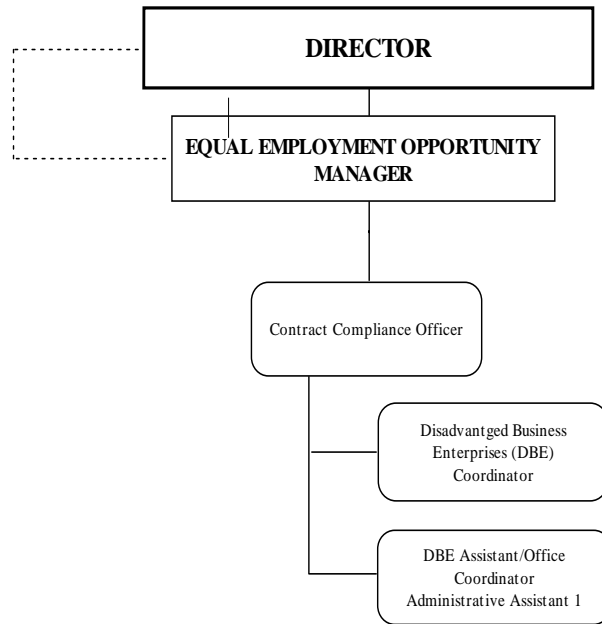 DIRECTOR
EQUAL EMPLOYMENT OPPORTUNITY
MANAGER
Contract Compliance Officer
Disadvantged Business
Enterprises (DBE)
Coordinator
DBE Assistant/Office
Coordinator
Administrative Assistant 1